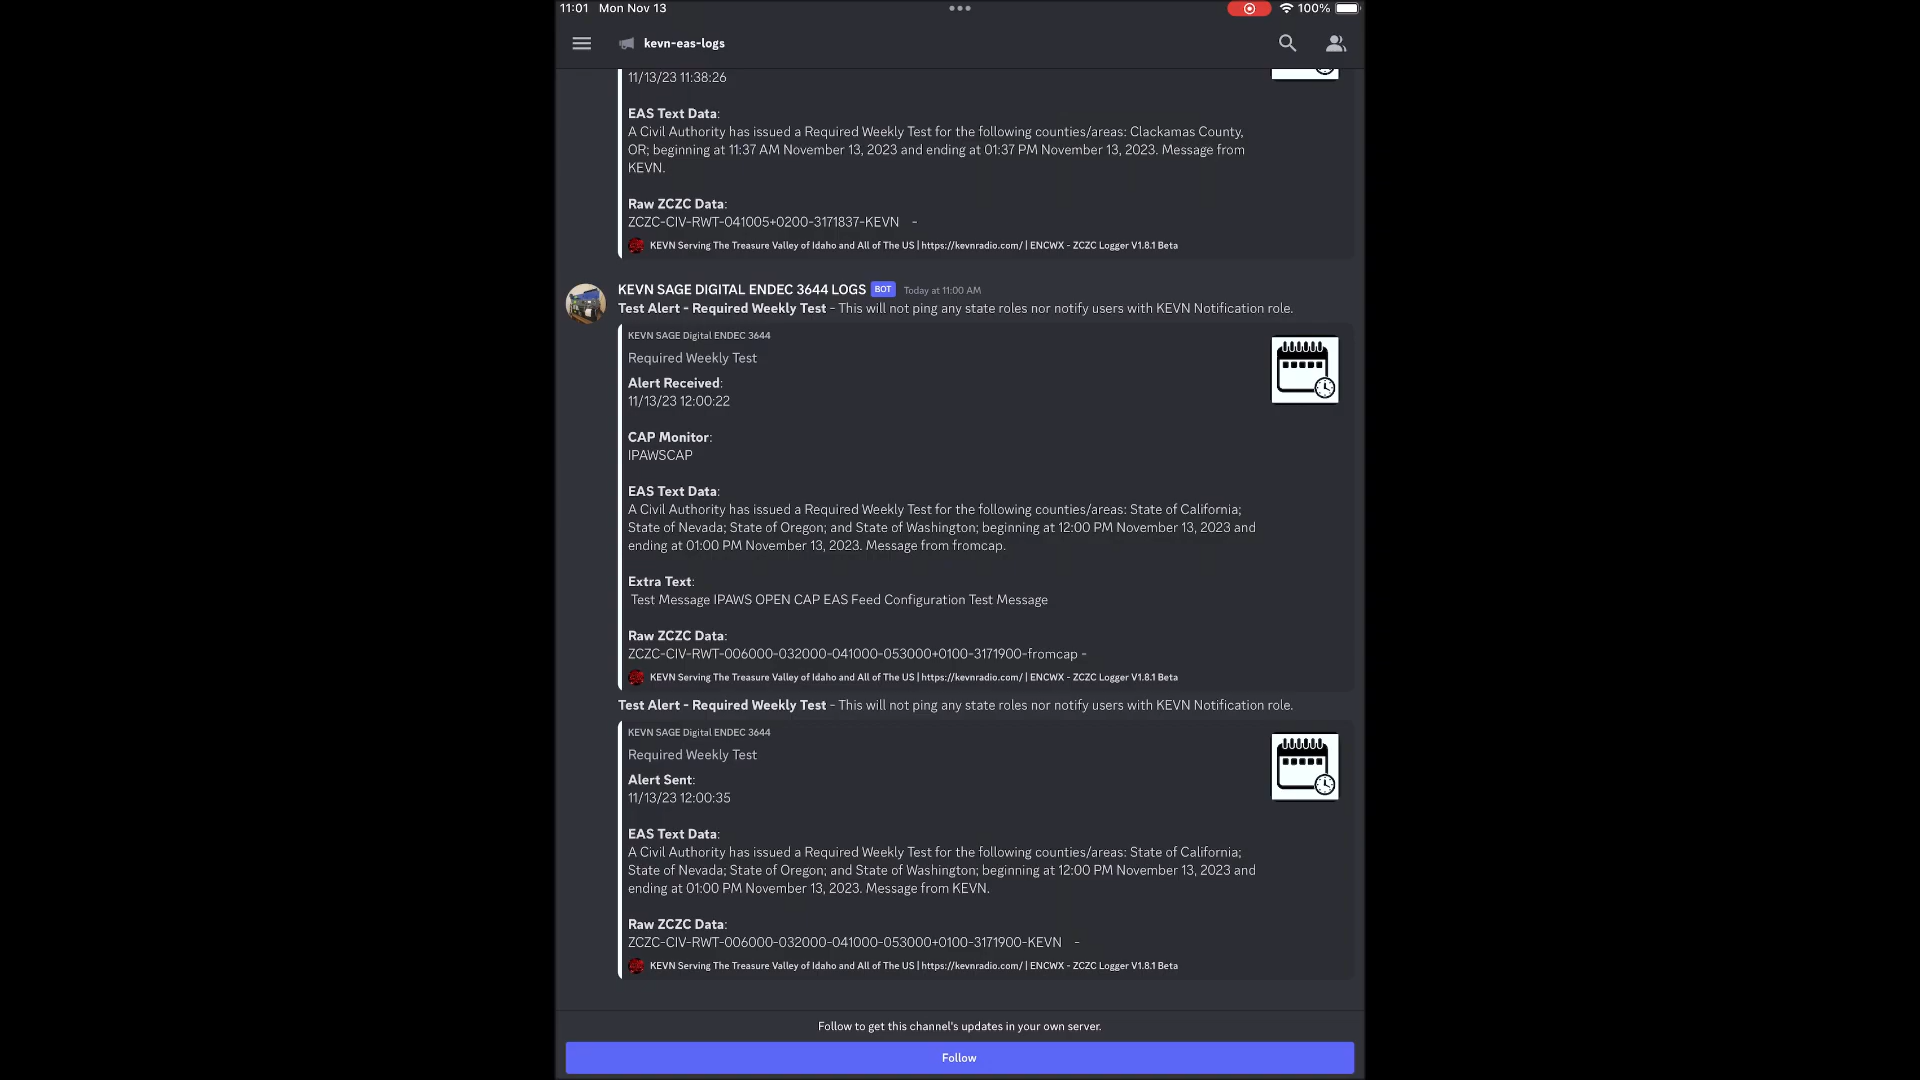 11:01 Mon Nov 13
100%
kevn-eas-logs
11/13/23 11:38:26
EAS Text Data:
A Civil Authority has issued a Required Weekly Test for the following counties/areas: Clackamas County,
OR; beginning at 11:37 AM November 13, 2023 and ending at 01:37 PM November 13, 2023. Message from
KEVN.
Raw ZCZC Data:
ZCZC-CIV-RWT-041005+0200-3171837-KEVN -
KEVN Serving The Treasure Valley of Idaho and All of The US | https://kevnradio.com/ | ENCWX - ZCZC Logger V1.8.1 Beta
KEVN SAGE DIGITAL ENDEC 3644 LOGS BOT Today at 11:00 AM
Test Alert - Required Weekly Test - This will not ping any state roles nor notify users with KEVN Notification role.
KEVN SAGE Digital ENDEC 3644
Required Weekly Test
Alert Received:
11/13/23 12:00:22
CAP Monitor:
IPAWSCAP
EAS Text Data:
A Civil Authority has issued a Required Weekly Test for the following counties/areas: State of California;
State of Nevada; State of Oregon; and State of Washington; beginning at 12:00 PM November 13, 2023 and
ending at 01:00 PM November 13, 2023. Message from fromcap.
Extra Text:
Test Message IPAWS OPEN CAP EAS Feed Configuration Test Message
Raw ZCZC Data:
ZCZC-CIV-RWT-006000-032000-041000-053000+0100-3171900-fromcap -
KEVN Serving The Treasure Valley of Idaho and All of The US | https://kevnradio.com/ | ENCWX - ZCZC Logger V1.8.1 Beta
Test Alert - Required Weekly Test - This will not ping any state roles nor notify users with KEVN Notification role.
KEVN SAGE Digital ENDEC 3644
Required Weekly Test
Alert Sent:
11/13/23 12:00:35
EAS Text Data:
A Civil Authority has issued a Required Weekly Test for the following counties/areas: State of California;
State of Nevada; State of Oregon; and State of Washington; beginning at 12:00 PM November 13, 2023 and
ending at 01:00 PM November 13, 2023. Message from KEVN.
Raw ZCZC Data:
ZCZC-CIV-RWT-006000-032000-041000-053000+0100-3171900-KEVN -
KEVN Serving The Treasure Valley of Idaho and All of The US | https://kevnradio.com/ | ENCWX - ZCZC Logger V1.8.1 Beta
Follow to get this channel's updates in your own server.
Follow